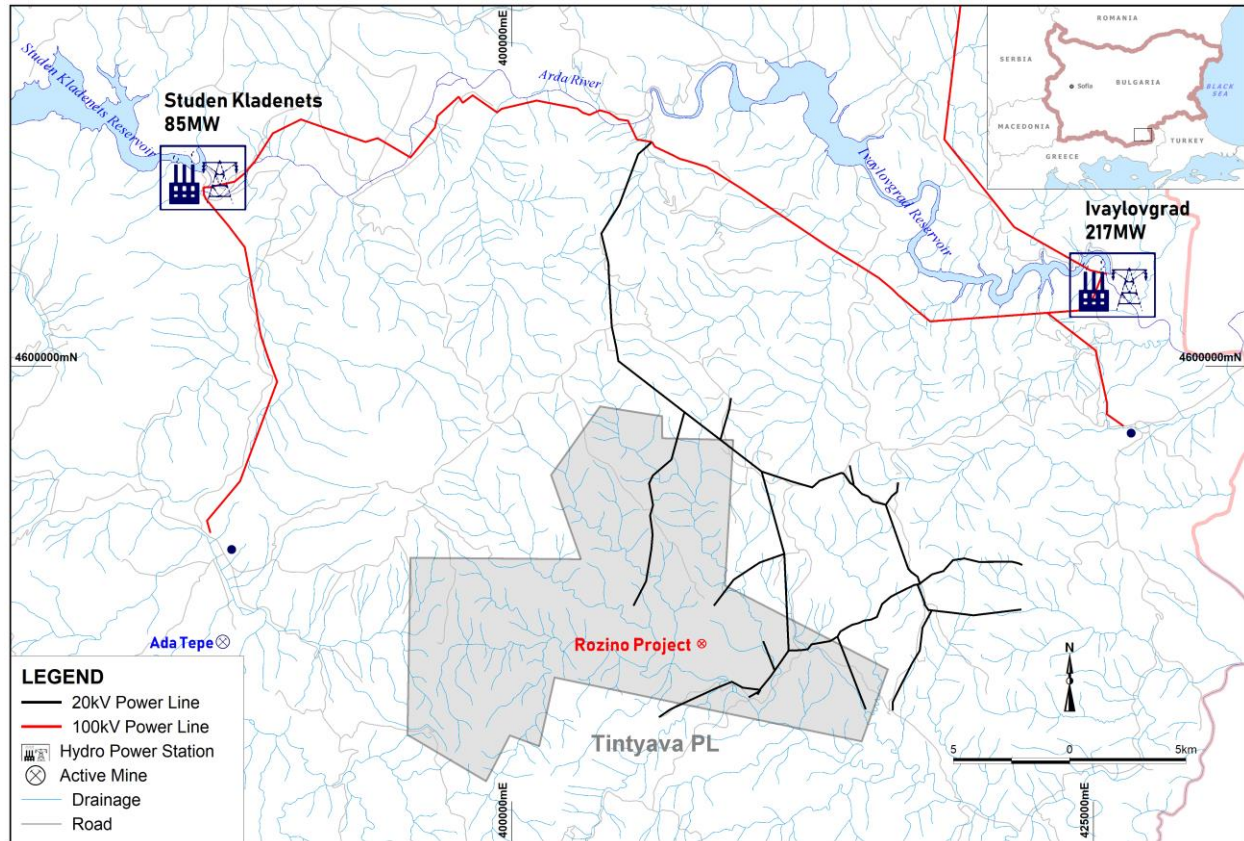 400000mE
ROMANIA
SERBIA
BULGARIA
Sofia
BLACK
SEA
MACEDONIA
GREECE
TURKEY
Studen Kladenets Reservoir
Studen Kladenets
85MW
Arda River
Ivaylovgrad Reservoir
Ivaylovgrad
217MW
4600000mN
4600000mN
Ada Tepe
Rozino Project
Tintyava PL
LEGEND
20kV Power Line
100kV Power Line
Hydro Power Station
Active Mine
Drainage
Road
N
5 0 5km
400000mE
425000mE